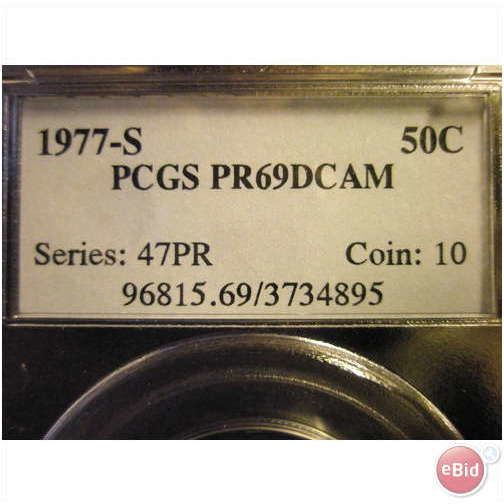 1977-S 50C
PCGS PR69DCAM
Series: 47PR Coin: 10
96815.69/3734895
eBid